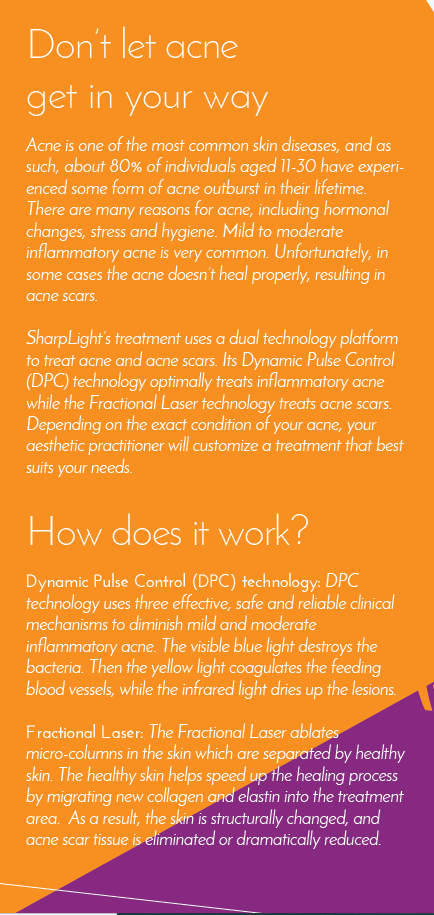 Don't let acne
get in your way
Acne is one of the most common skin diseases, and as
such, about 80% of individuals aged 11-30 have experi-
enced some form of acne outburst in their lifetime.
There are many reasons for acne, including hormonal
changes, stress and hygiene. Mild to moderate
inflammatory acne is very common. Unfortunately, in
some cases the acne doesn't heal properly, resulting in
acne scars.
SharpLight's treatment uses a dual technology platform
to treat acne and acne scars. Its Dynamic Pulse Control
(DPC) technology optimally treats inflammatory acne
while the Fractional Laser technology treats acne scars.
Depending on the exact condition of your acne, your
aesthetic practitioner will customize a treatment that best
suits your needs.
How does it work?
Dynamic Pulse Control (DPC) technology: DPC
technology uses three effective, safe and reliable clinical
mechanisms to diminish mild and moderate
inflammatory acne. The visible blue light destroys the
bacteria. Then the yellow light coagulates the feeding
blood vessels, while the infrared light dries up the lesions.
Fractional Laser: The Fractional Laser ablates
micro-columns in the skin which are separated by healthy
skin. The healthy skin helps speed up the healing process
by migrating new collagen and elastin into the treatment
area. As a result, the skin is structurally changed, and
acne scar tissue is eliminated or dramatically reduced.